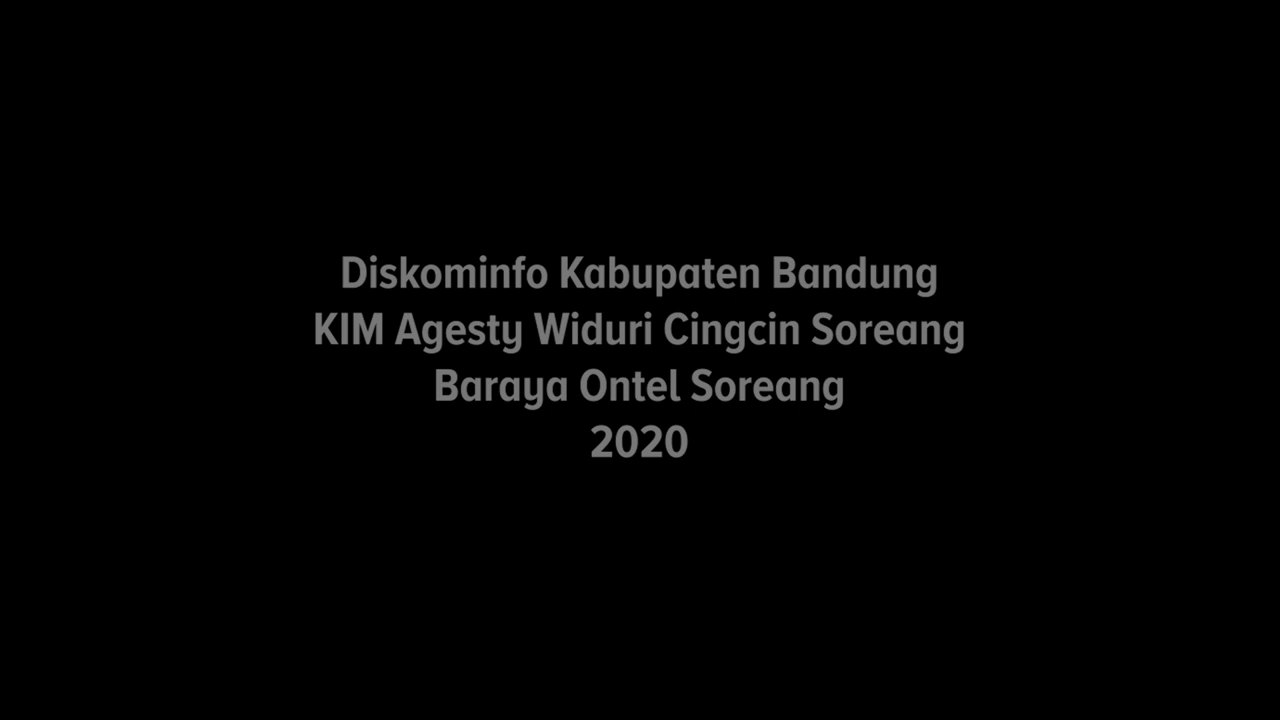 Diskominfo Kabupaten Bandung
KIM Agesty Widuri Cingcin Soreang
Baraya Ontel Soreang
2020